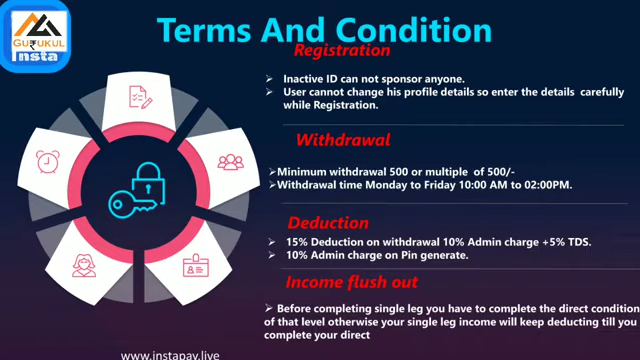 GURUKUL
Insta
Terms And Condition
Registration
Inactive ID can not sponsor anyone.
User cannot change his profile details so enter the details carefully
while Registration.
Withdrawal
Minimum withdrawal 500 or multiple of 500/-
Withdrawal time Monday to Friday 10:00 AM to 02:00PM.
Deduction
15% Deduction on withdrawal 10% Admin charge +5% TDS.
10% Admin charge on Pin generate.
Income flush out
Before completing single leg you have to complete the direct condition
of that level otherwise your single leg income will keep deducting till you
complete your direct
www.instapay.live